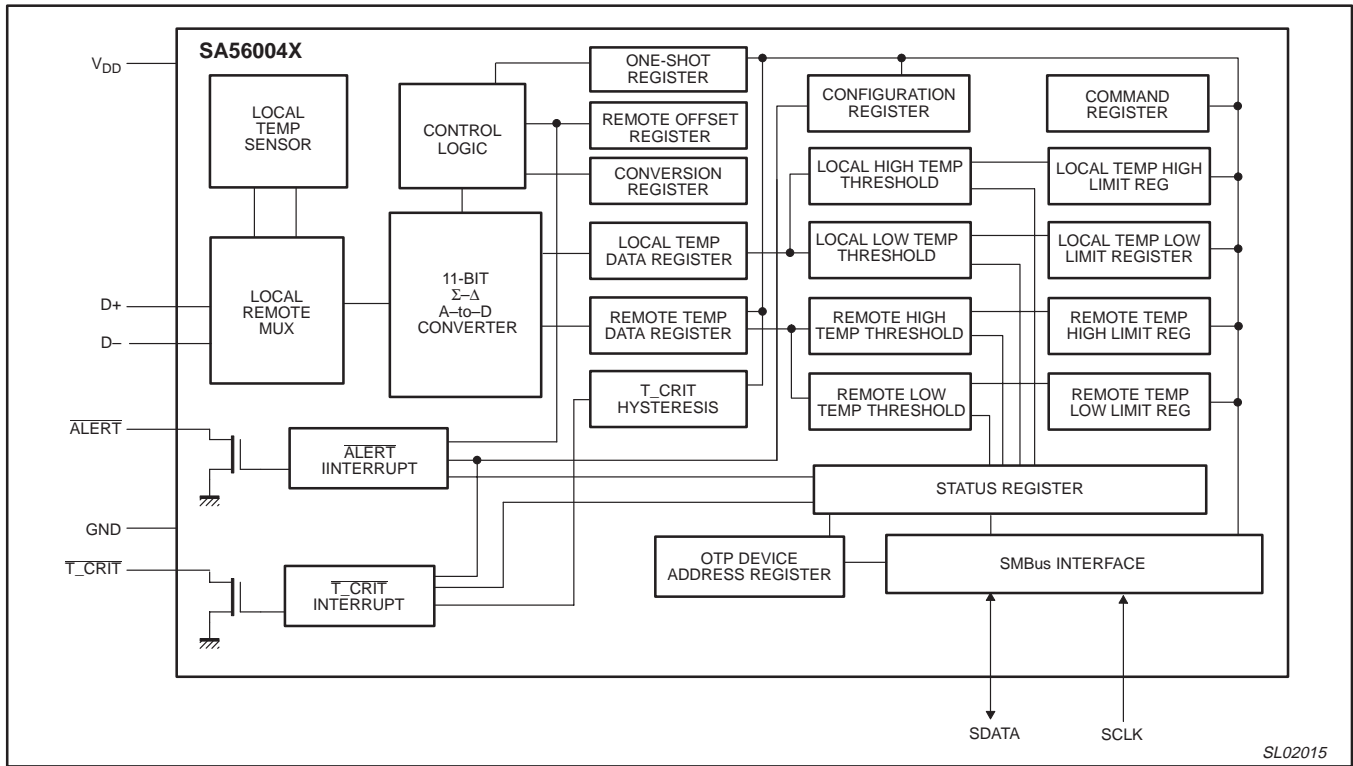 SA56004X
V_DD
LOCAL
TEMP
SENSOR
CONTROL
LOGIC
ONE-SHOT
REGISTER
REMOTE OFFSET
REGISTER
CONVERSION
REGISTER
CONFIGURATION
REGISTER
COMMAND
REGISTER
LOCAL HIGH TEMP
THRESHOLD
LOCAL TEMP HIGH
LIMIT REG
LOCAL
REMOTE
MUX
D+
D–
11-BIT
Σ–Δ
A–to–D
CONVERTER
LOCAL TEMP
DATA REGISTER
LOCAL LOW TEMP
THRESHOLD
LOCAL TEMP LOW
LIMIT REGISTER
REMOTE TEMP
DATA REGISTER
REMOTE HIGH
TEMP THRESHOLD
REMOTE TEMP
HIGH LIMIT REG
T_CRIT
HYSTERESIS
REMOTE LOW
TEMP THRESHOLD
REMOTE TEMP
LOW LIMIT REG
ALERT
ALERT
IINTERRUPT
STATUS REGISTER
GND
T_CRIT
T_CRIT
INTERRUPT
OTP DEVICE
ADDRESS REGISTER
SMBus INTERFACE
SDATA
SCLK
SL02015